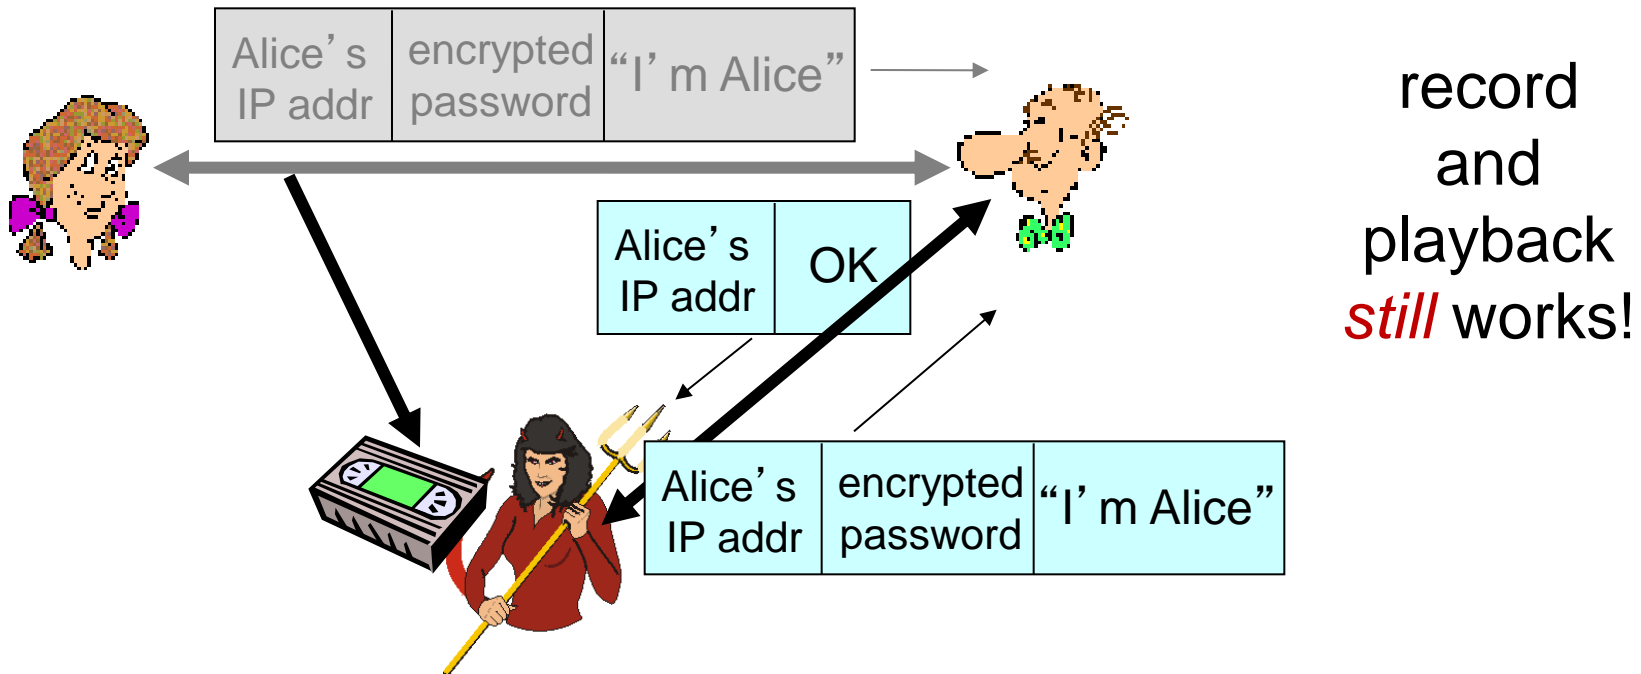 Alice’s
IP addr
encrypted
password
“I’m Alice”
record
and
playback
still works!
Alice’s
IP addr
OK
Alice’s
IP addr
encrypted
password
“I’m Alice”